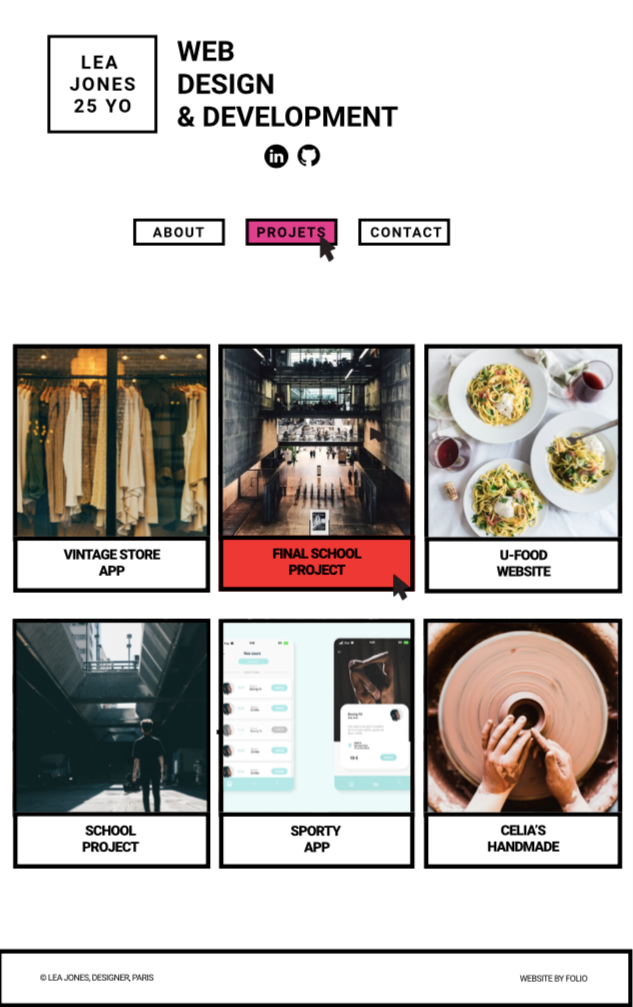 LEA
JONES
25 YO
WEB
DESIGN
& DEVELOPMENT
in
ABOUT
PROJETS
CONTACT
VINTAGE STORE
APP
FINAL SCHOOL
PROJECT
U-FOOD
WEBSITE
SCHOOL
PROJECT
SPORTY
APP
CELIA'S
HANDMADE
© LEA JONES, DESIGNER, PARIS
WEBSITE BY FOLIO